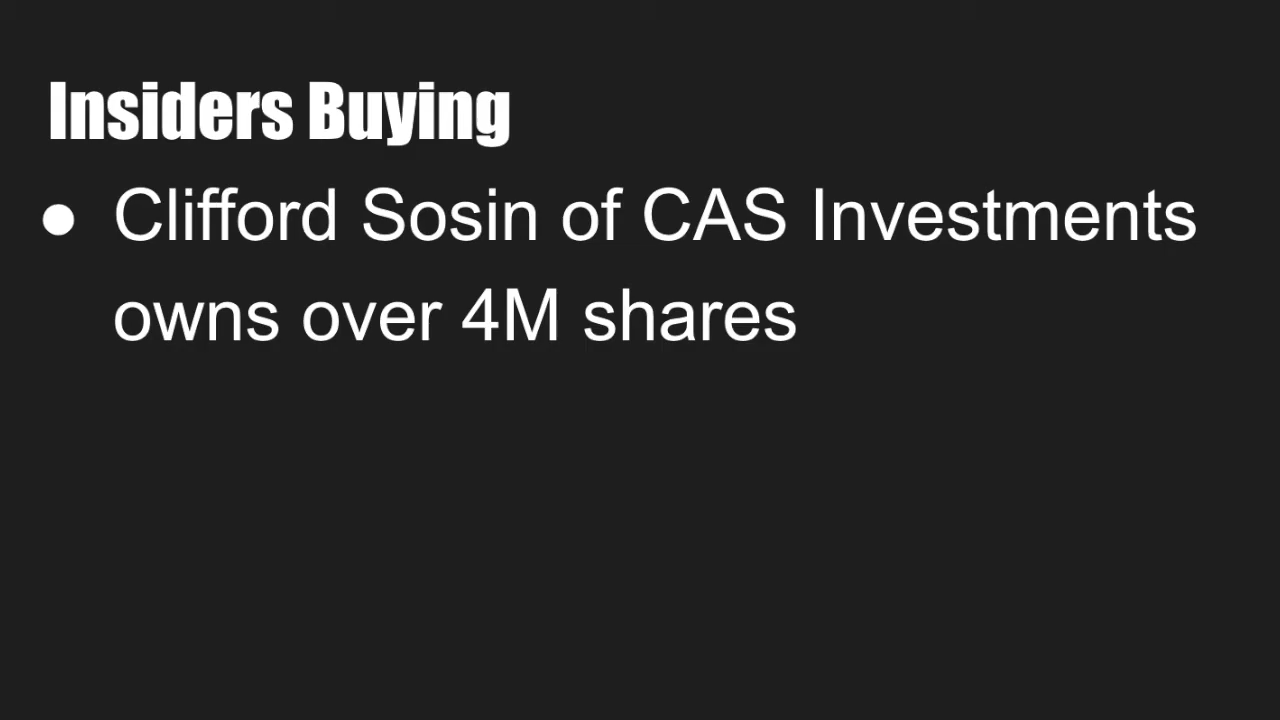 Insiders Buying
● Clifford Sosin of CAS Investments
owns over 4M shares